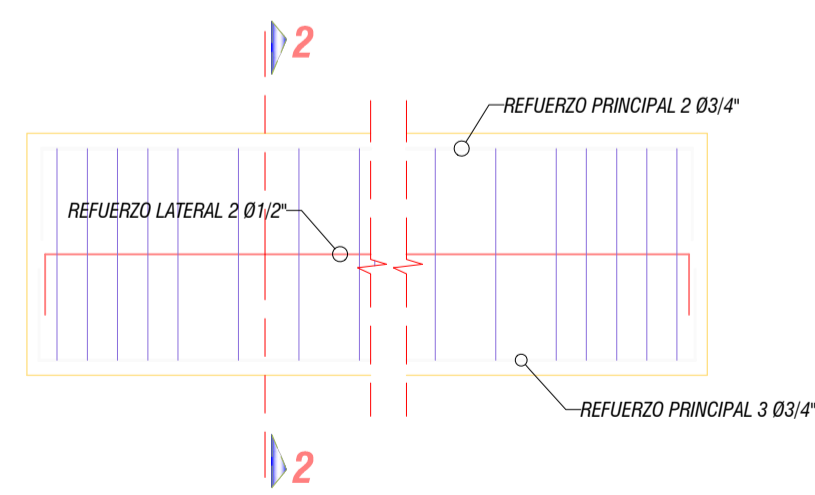 2
REFUERZO PRINCIPAL 2 Ø3/4"
REFUERZO LATERAL 2 Ø1/2"
REFUERZO PRINCIPAL 3 Ø3/4"
2